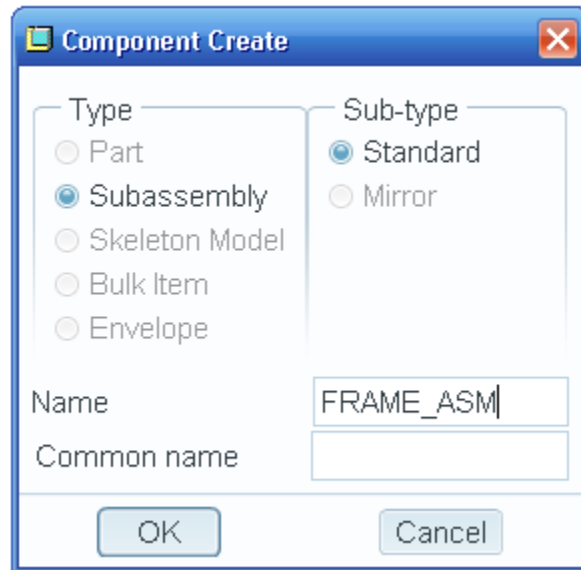 Component Create
Type
Sub-type
Part
Standard
Subassembly
Mirror
Skeleton Model
Bulk Item
Envelope
Name
FRAME_ASM
Common name
OK
Cancel